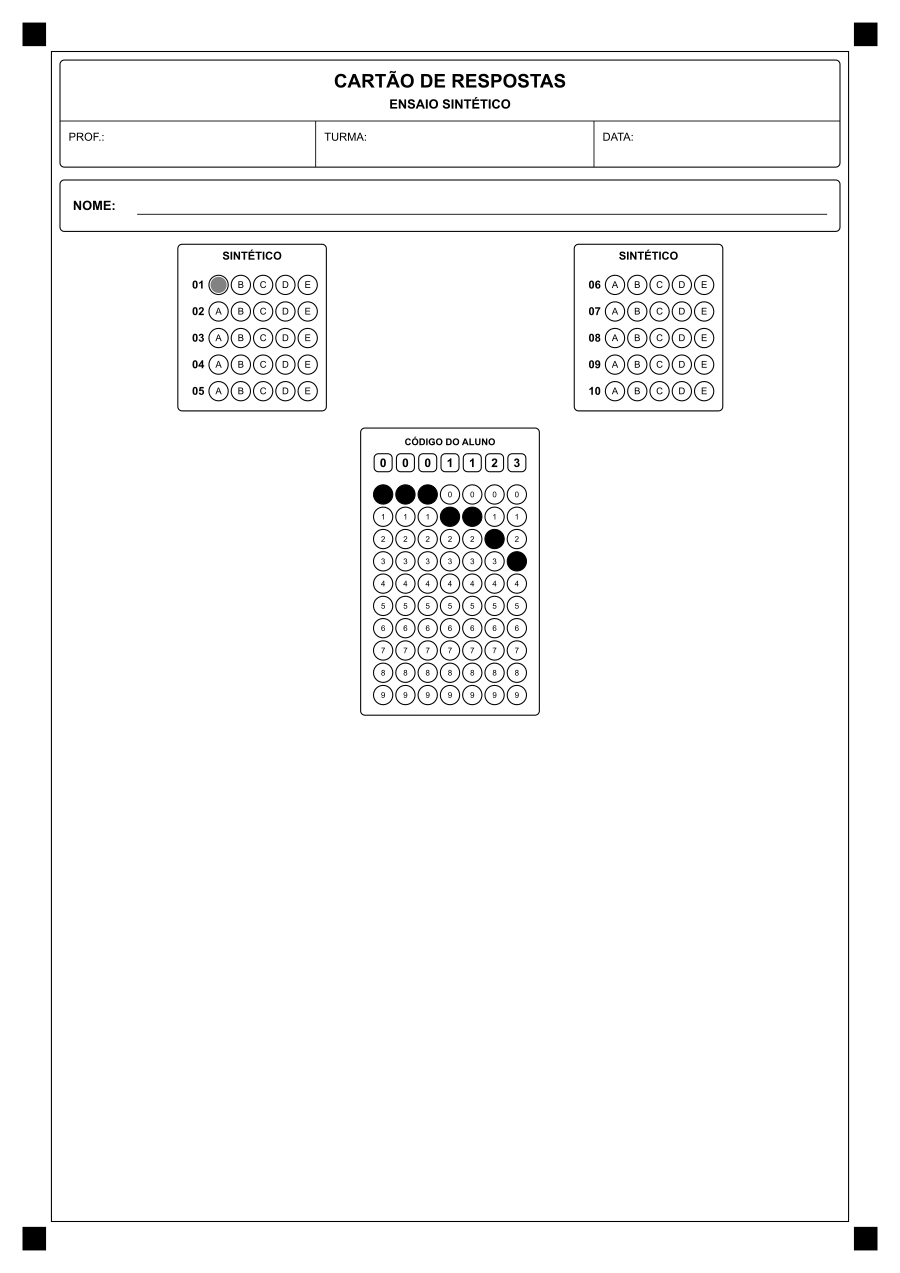 CARTÃO DE RESPOSTAS
ENSAIO SINTÉTICO
PROF.: TURMA: DATA:
NOME:
SINTÉTICO
01 B C D E
02 A B C D E
03 A B C D E
04 A B C D E
05 A B C D E
SINTÉTICO
06 A B C D E
07 A B C D E
08 A B C D E
09 A B C D E
10 A B C D E
CÓDIGO DO ALUNO
0 0 0 1 1 2 3
0 0 0 0
1 1 1 1 1
2 2 2 2 2 2
3 3 3 3 3 3
4 4 4 4 4 4 4
5 5 5 5 5 5 5
6 6 6 6 6 6 6
7 7 7 7 7 7 7
8 8 8 8 8 8 8
9 9 9 9 9 9 9